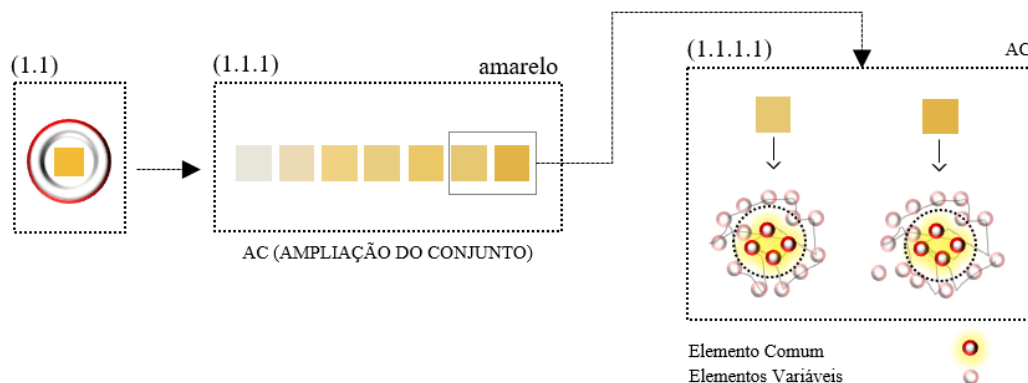 (1.1)
(1.1.1)
amarelo
AC (AMPLIAÇÃO DO CONJUNTO)
(1.1.1.1)
AC
Elemento Comum
Elementos Variáveis